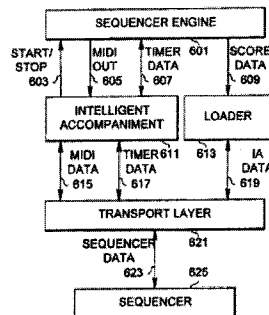 SEQUENCER ENGINE
601
START/
STOP
603
MIDI
OUT
605
TIMER
DATA
607
SCORE
DATA
609
INTELLIGENT
ACCOMPANIMENT
611
LOADER
613
MIDI
DATA
615
TIMER
DATA
617
IA
DATA
619
TRANSPORT LAYER
621
SEQUENCER
DATA
623
625
SEQUENCER